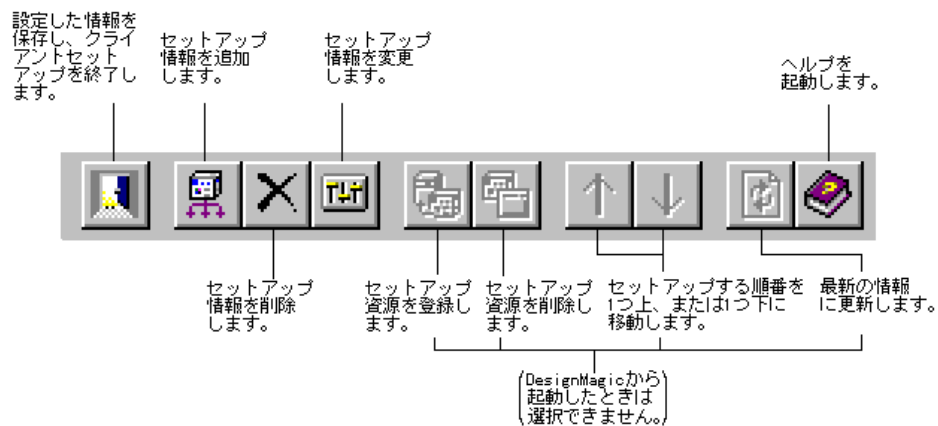 設定した情報を
保存し、クライ
アントセット
アップを終了し
ます。
セットアップ
情報を追加
します。
セットアップ
情報を変更
します。
ヘルプを
起動します。
セットアップ
情報を削除
します。
セットアップ
資源を登録し
ます。
セットアップ
資源を削除し
ます。
セットアップする順番を
1つ上、または1つ下に
移動します。
最新の情報
に更新します。
(DesignMagicから
起動したときは
選択できません。)